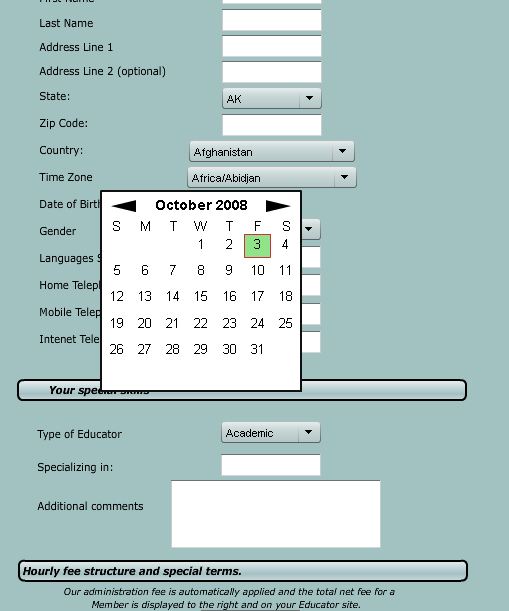 Last Name
Address Line 1
Address Line 2 (optional)
State:
AK
Zip Code:
Country:
Afghanistan
Time Zone
Africa/Abidjan
Date of Birth
October 2008
S M T W T F S
1 2 3 4
5 6 7 8 9 10 11
12 13 14 15 16 17 18
19 20 21 22 23 24 25
26 27 28 29 30 31
Gender
Languages S
Home Teleph
Mobile Telep
Intenet Tele
Your special skills
Type of Educator
Academic
Specializing in:
Additional comments
Hourly fee structure and special terms.
Our administration fee is automatically applied and the total net fee for a
Member is displayed to the right and on your Educator site.